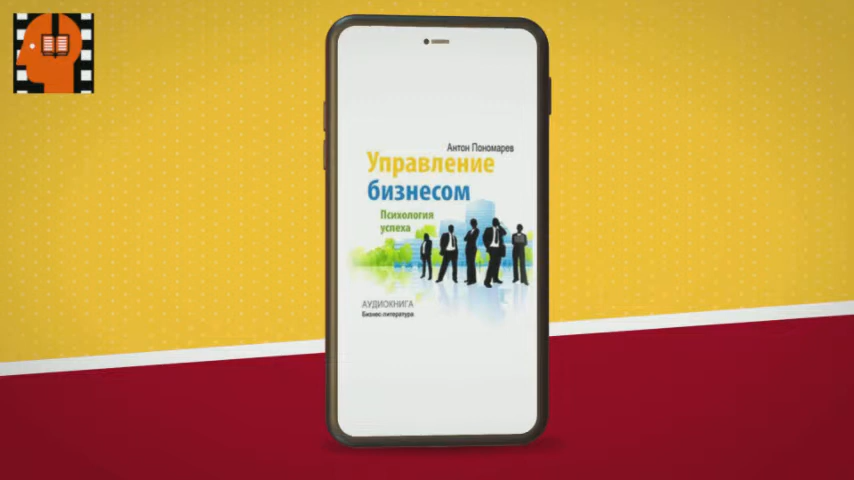 Антон Пономарев
Управление
бизнесом
Психология
успеха
АУДИОКНИГА
Бизнес-литература